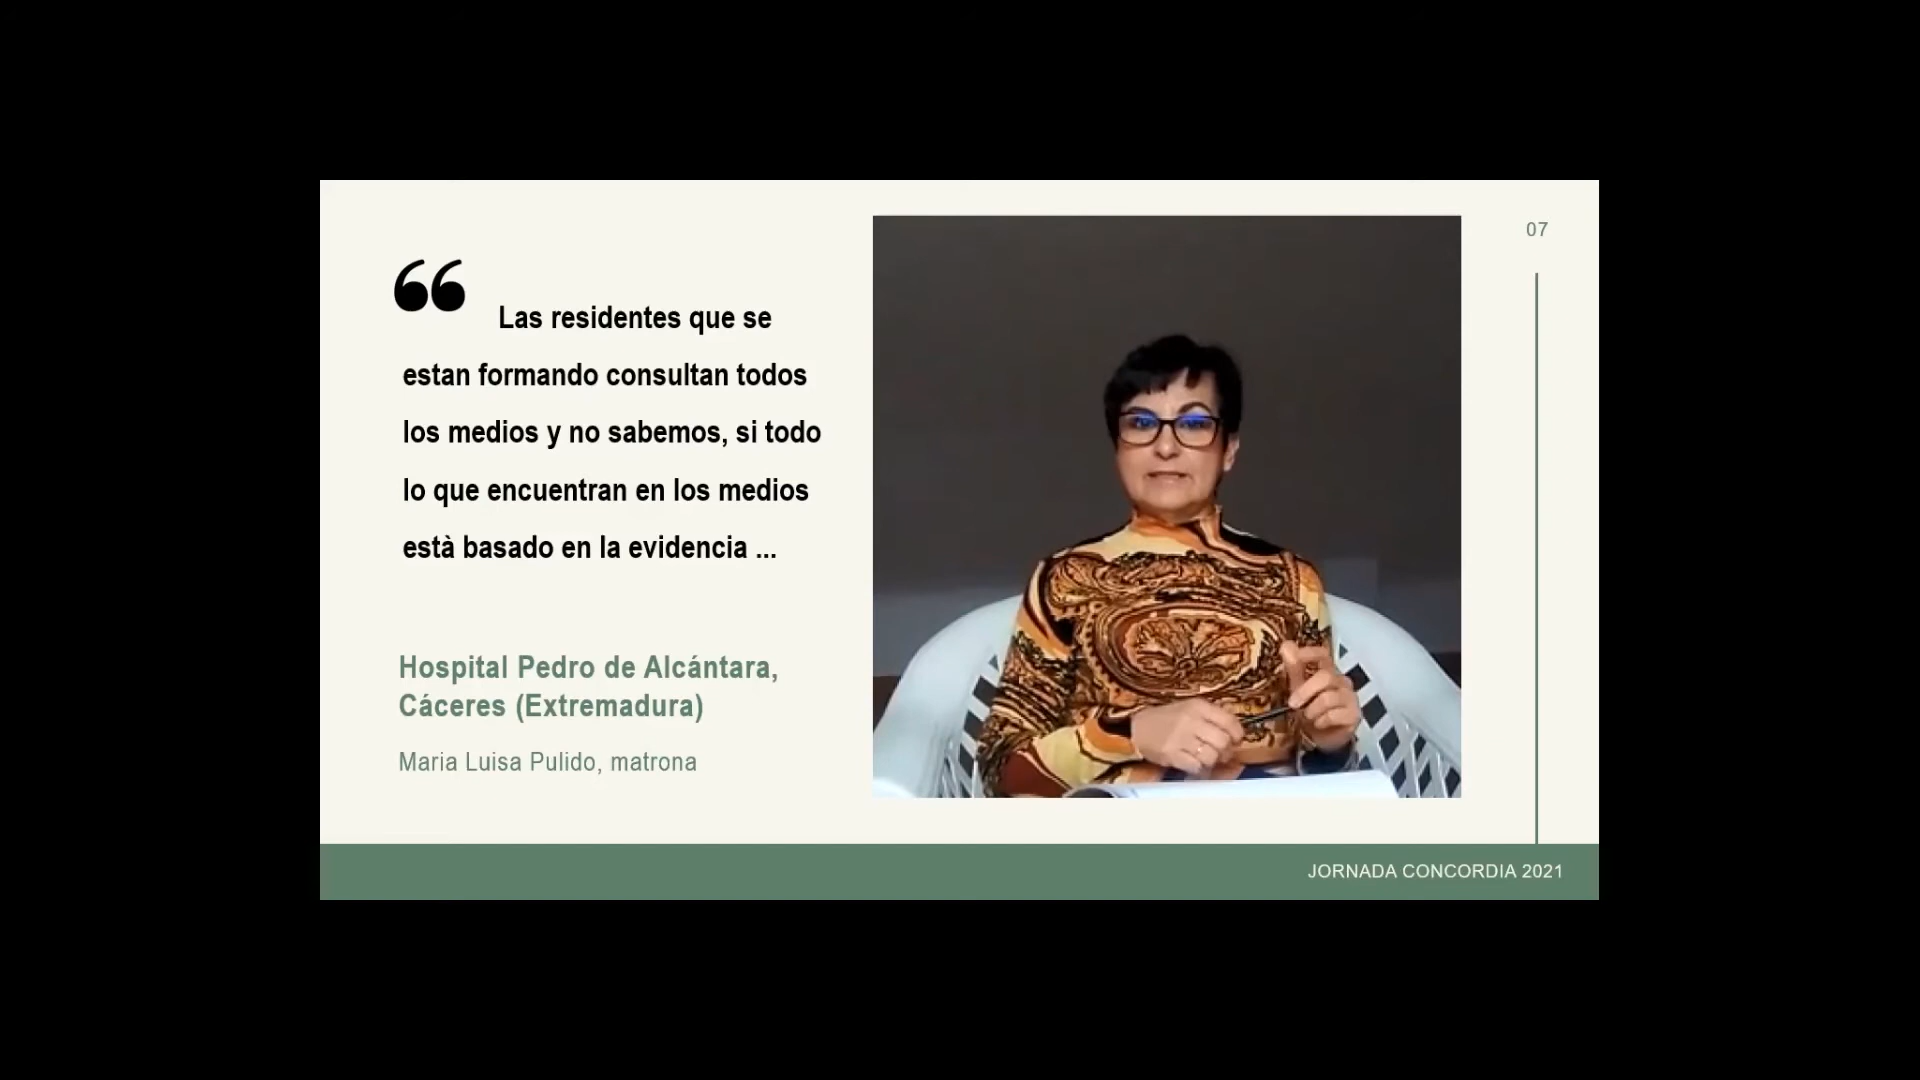 07
“ Las residentes que se
estan formando consultan todos
los medios y no sabemos, si todo
lo que encuentran en los medios
està basado en la evidencia ...
Hospital Pedro de Alcántara,
Cáceres (Extremadura)
Maria Luisa Pulido, matrona
JORNADA CONCORDIA 2021